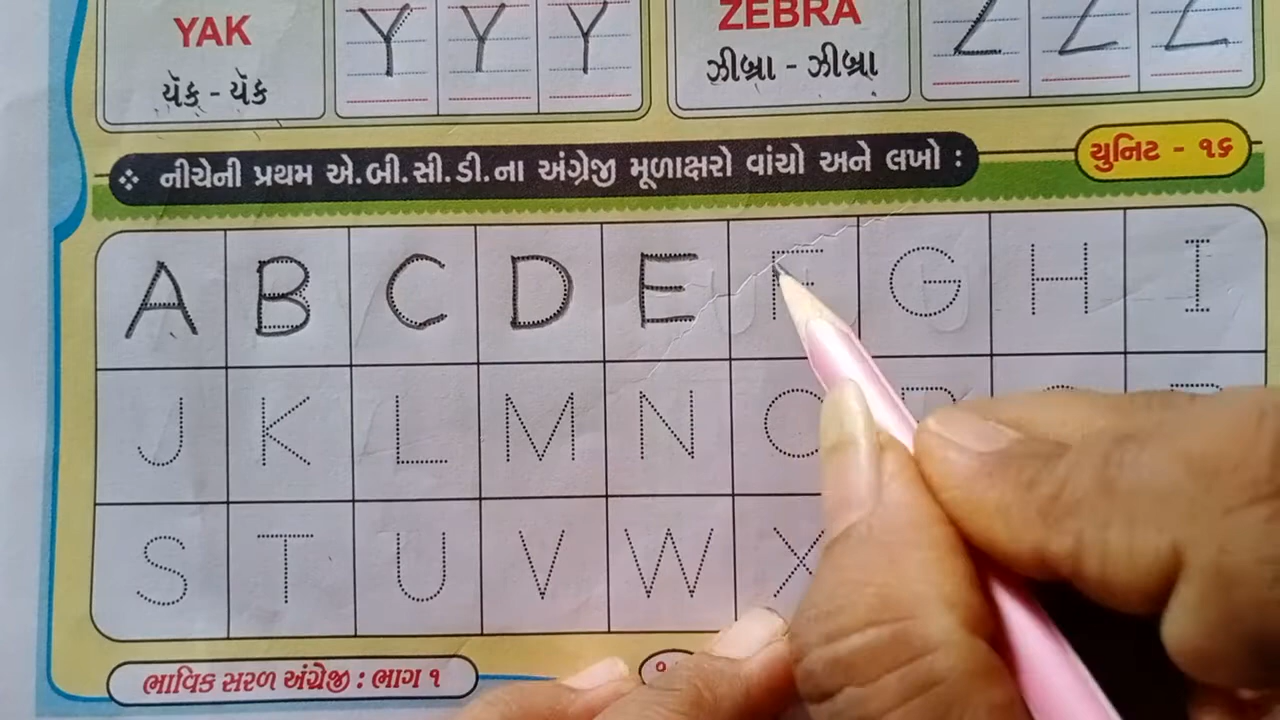 YAK Y Y Y ZEBRA Z Z Z
યૅક - યૅક ઝીબ્રા - ઝીબ્રા
❖ નીચેની પ્રથમ એ.બી.સી.ડી.ના અંગ્રેજી મૂળાક્ષરો વાંચો અને લખો : યુનિટ - ૧૬
A B C D E F G H I
J K L M N O
S T U V W X
ભાવિક સરળ અંગ્રેજી : ભાગ ૧